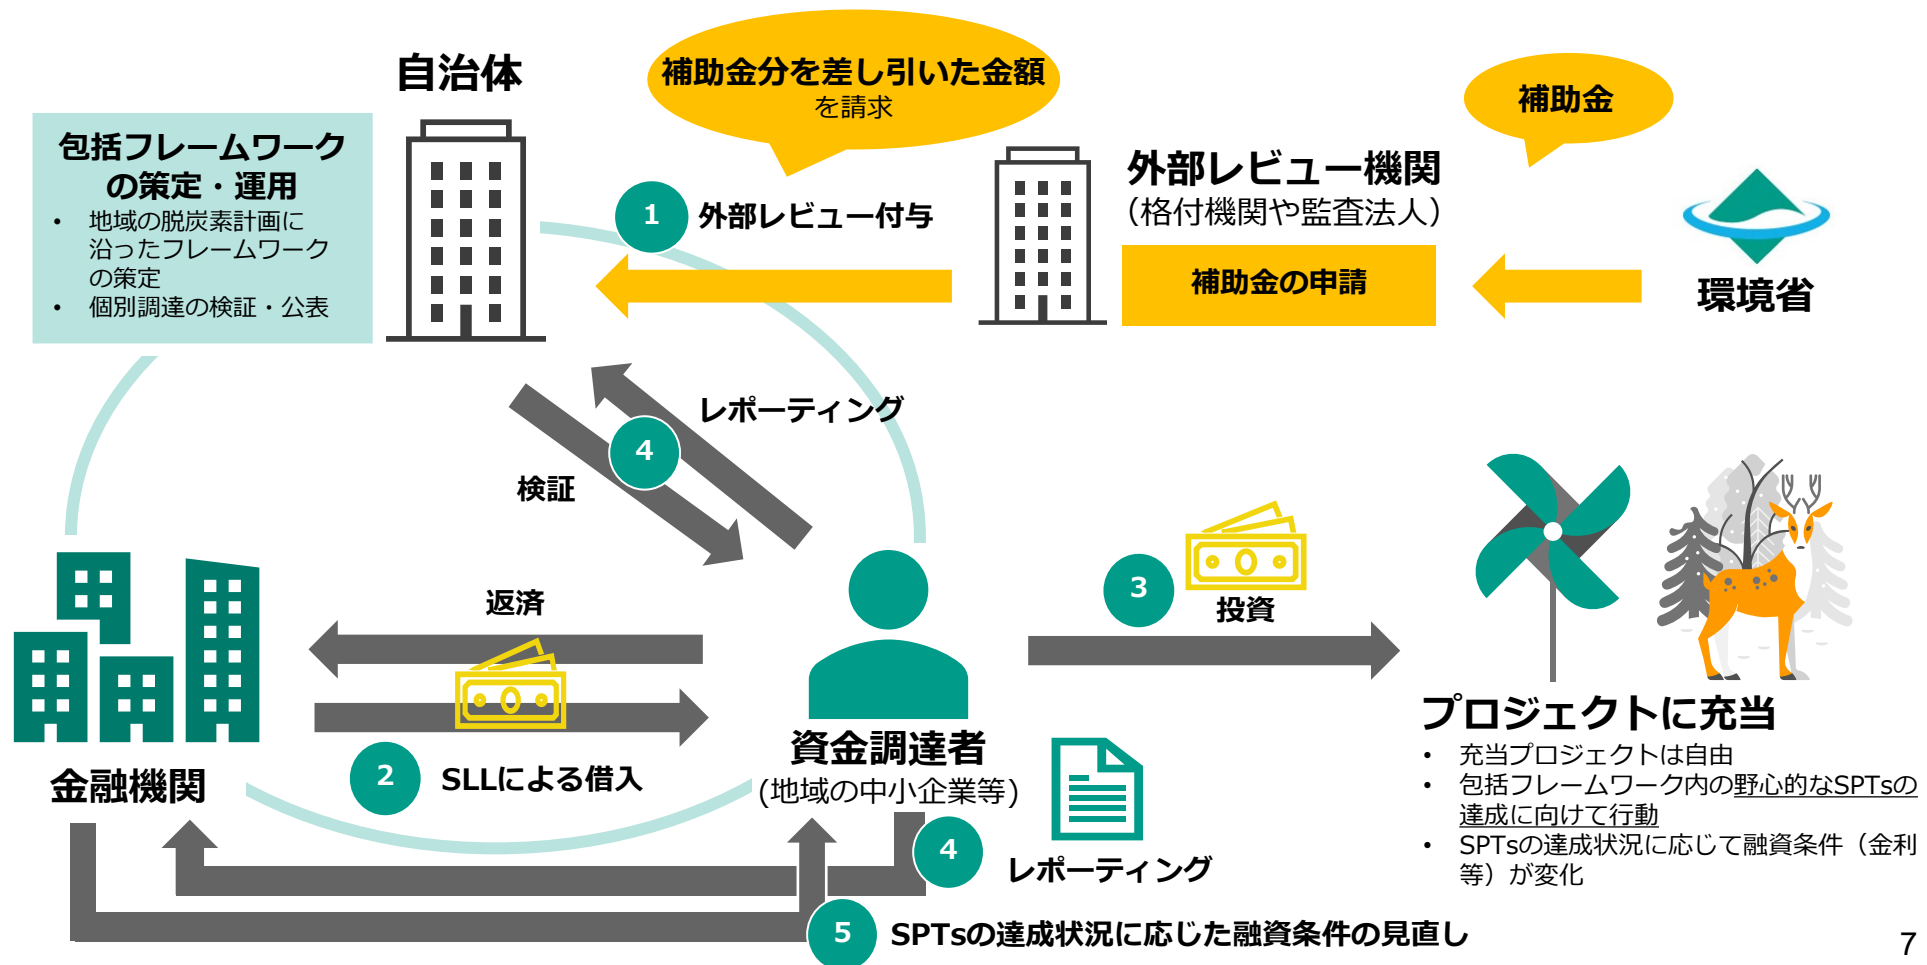 自治体
補助金分を差し引いた金額
を請求
補助金
包括フレームワーク
の策定・運用
• 地域の脱炭素計画に
沿ったフレームワーク
の策定
• 個別調達の検証・公表
1 外部レビュー付与
外部レビュー機関
（格付機関や監査法人）
補助金の申請
環境省
レポーティング
4
検証
返済
3
投資
2 SLLによる借入
金融機関
資金調達者
(地域の中小企業等)
4
レポーティング
プロジェクトに充当
• 充当プロジェクトは自由
• 包括フレームワーク内の野心的なSPTsの
達成に向けて行動
• SPTsの達成状況に応じて融資条件（金利
等）が変化
5 SPTsの達成状況に応じた融資条件の見直し
7